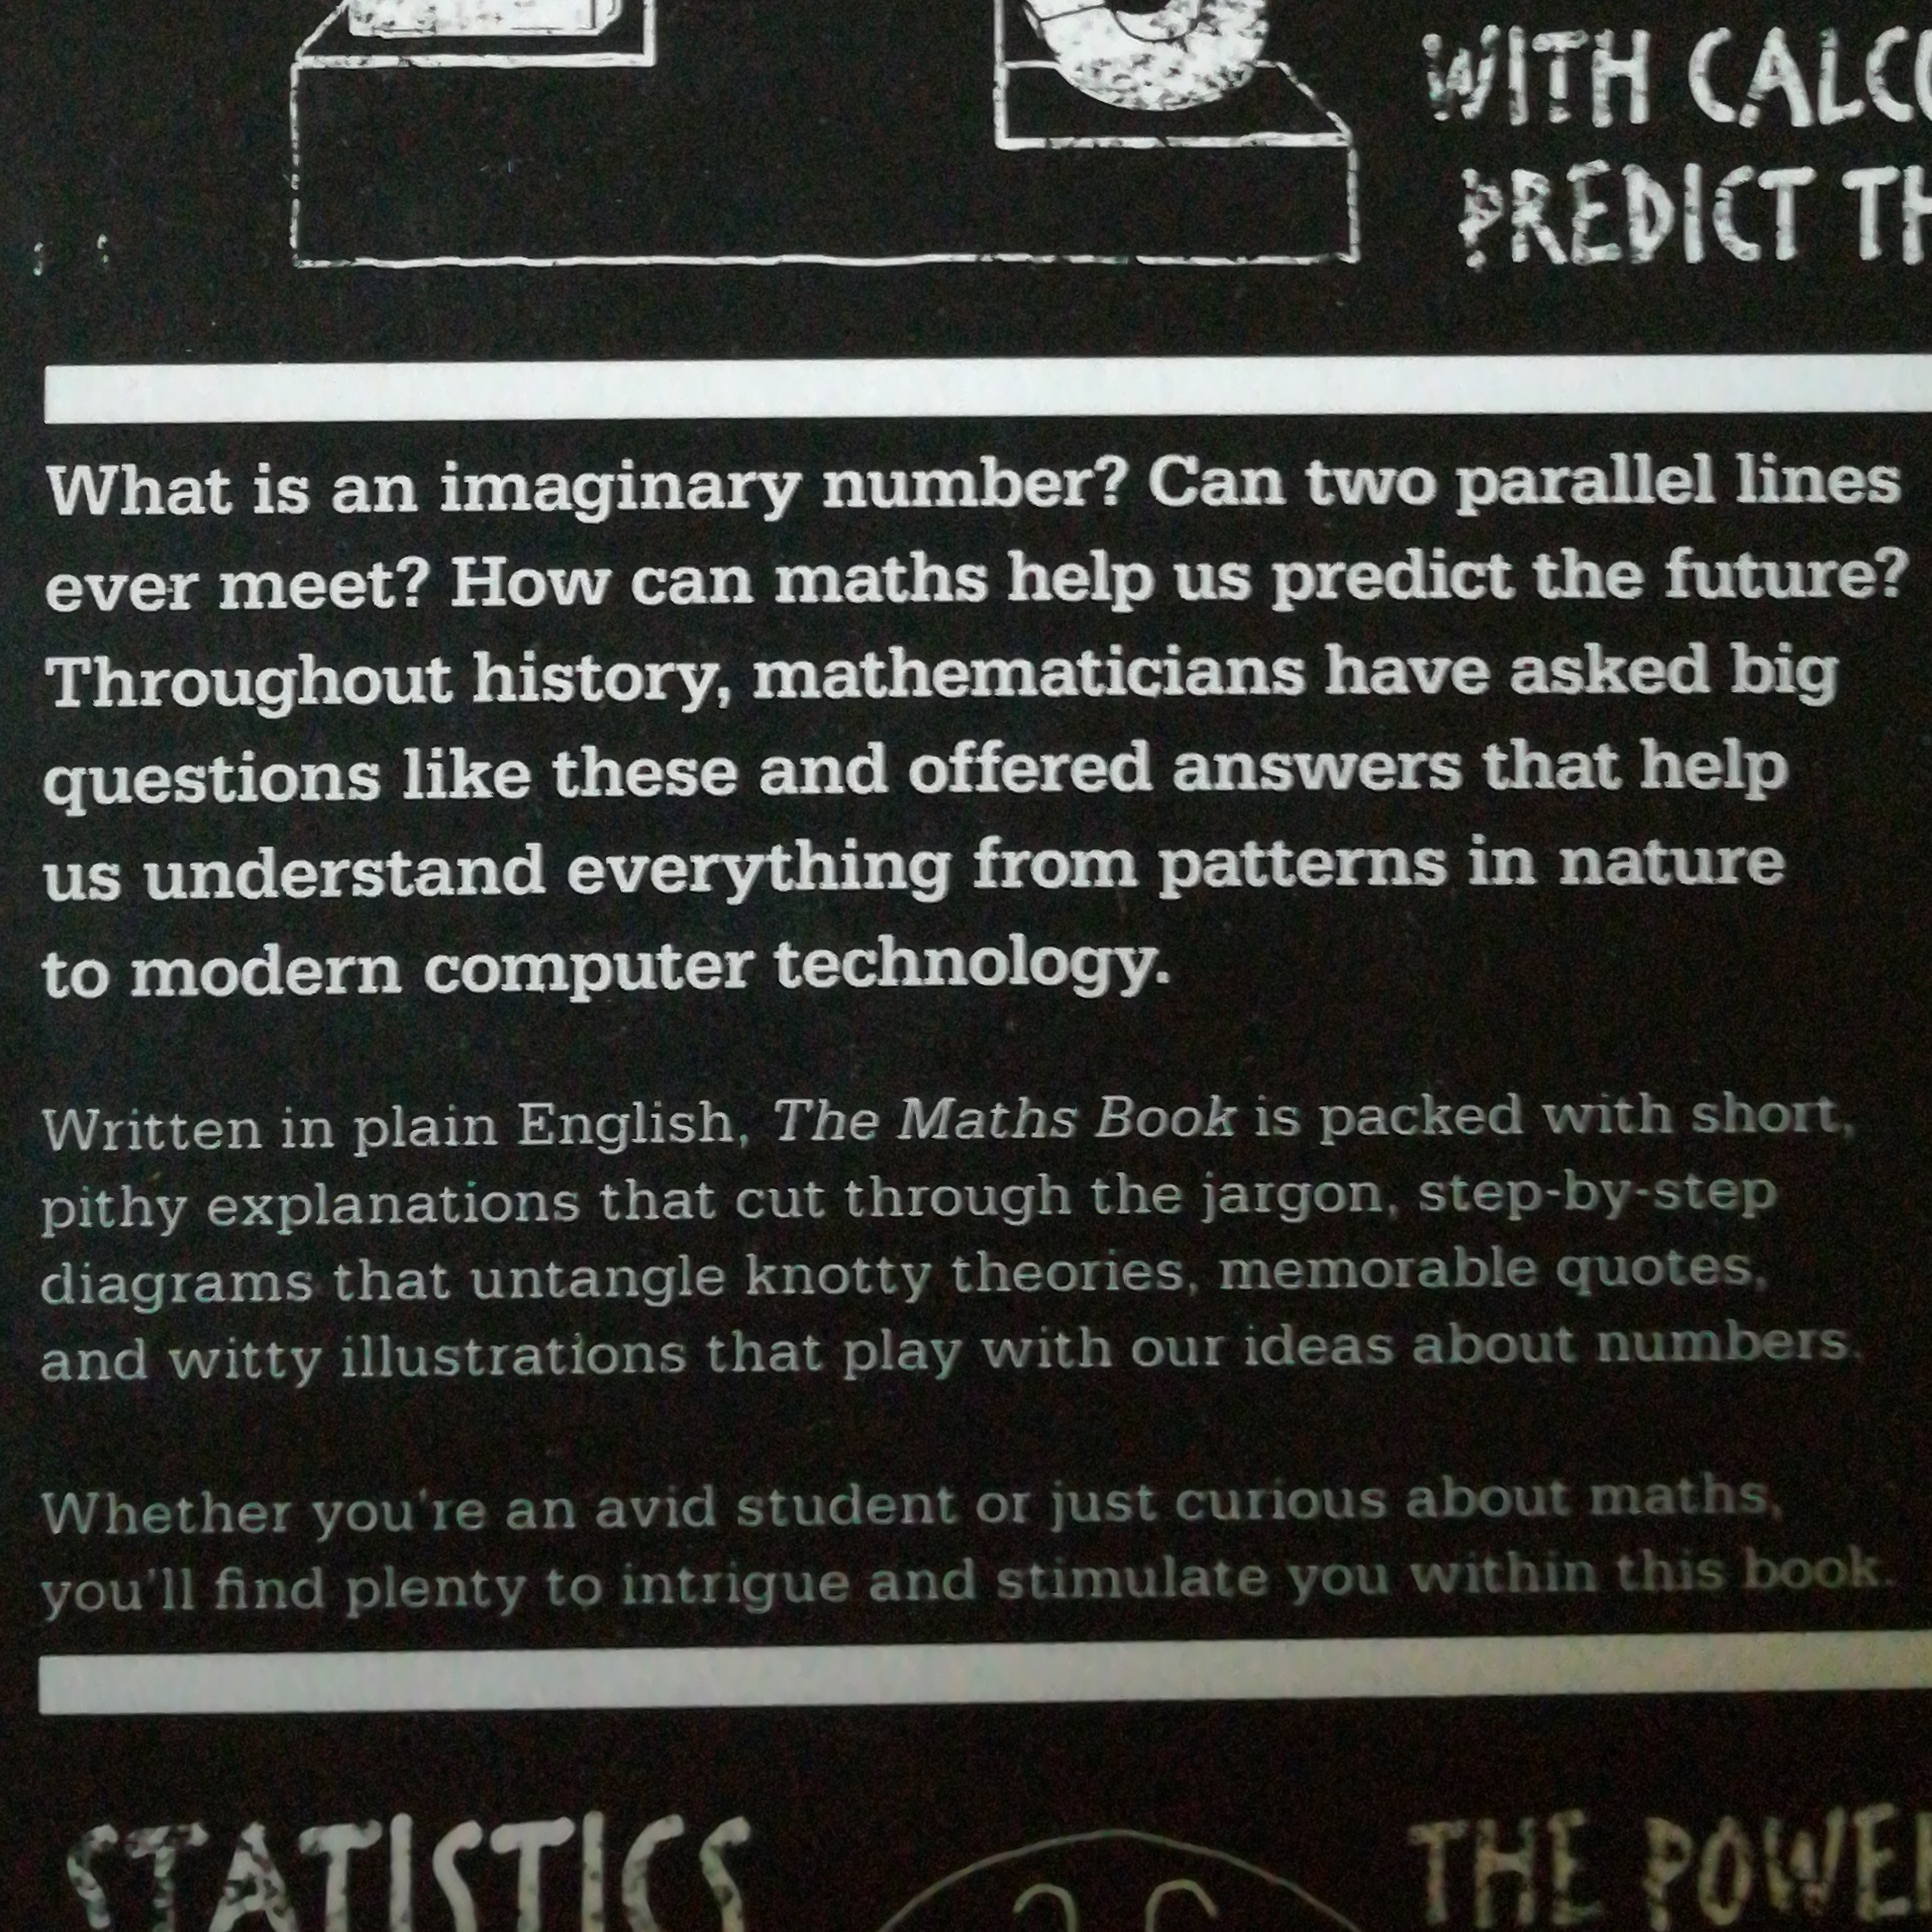 WITH CALC
PREDICT TH
What is an imaginary number? Can two parallel lines
ever meet? How can maths help us predict the future?
Throughout history, mathematicians have asked big
questions like these and offered answers that help
us understand everything from patterns in nature
to modern computer technology.
Written in plain English, The Maths Book is packed with short,
pithy explanations that cut through the jargon, step-by-step
diagrams that untangle knotty theories, memorable quotes,
and witty illustrations that play with our ideas about numbers.
Whether you're an avid student or just curious about maths,
you'll find plenty to intrigue and stimulate you within this book.
STATISTICS
THE POWE